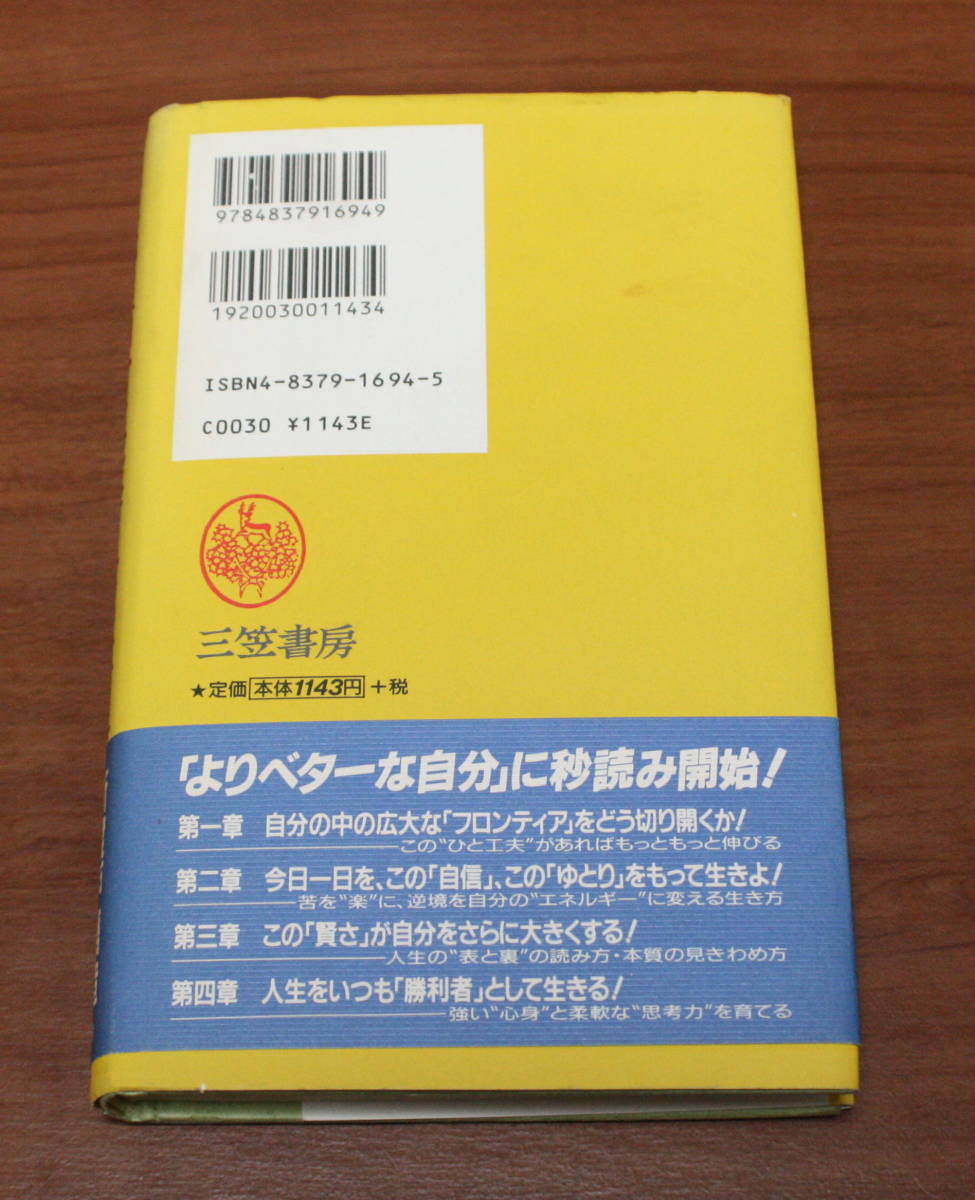 9784837916949
1920030011434
ISBN4-8379-1694-5
C0030 ¥1143E
三笠書房
★定価 本体1143円 +税
「よりベターな自分」に秒読み開始!
第一章 自分の中の広大な「フロンティア」をどう切り開くか!
この“ひと工夫”があればもっともっと伸びる
第二章 今日一日を、この「自信」、この「ゆとり」をもって生きよ!
苦を“楽”に、逆境を自分の“エネルギー”に変える生き方
第三章 この「賢さ」が自分をさらに大きくする!
人生の“表と裏”の読み方・本質の見きわめ方
第四章 人生をいつも「勝利者」として生きる!
強い“心身”と柔軟な“思考力”を育てる